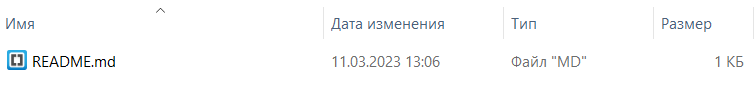 Имя Дата изменения Тип Размер
README.md 11.03.2023 13:06 Файл "MD" 1 КБ